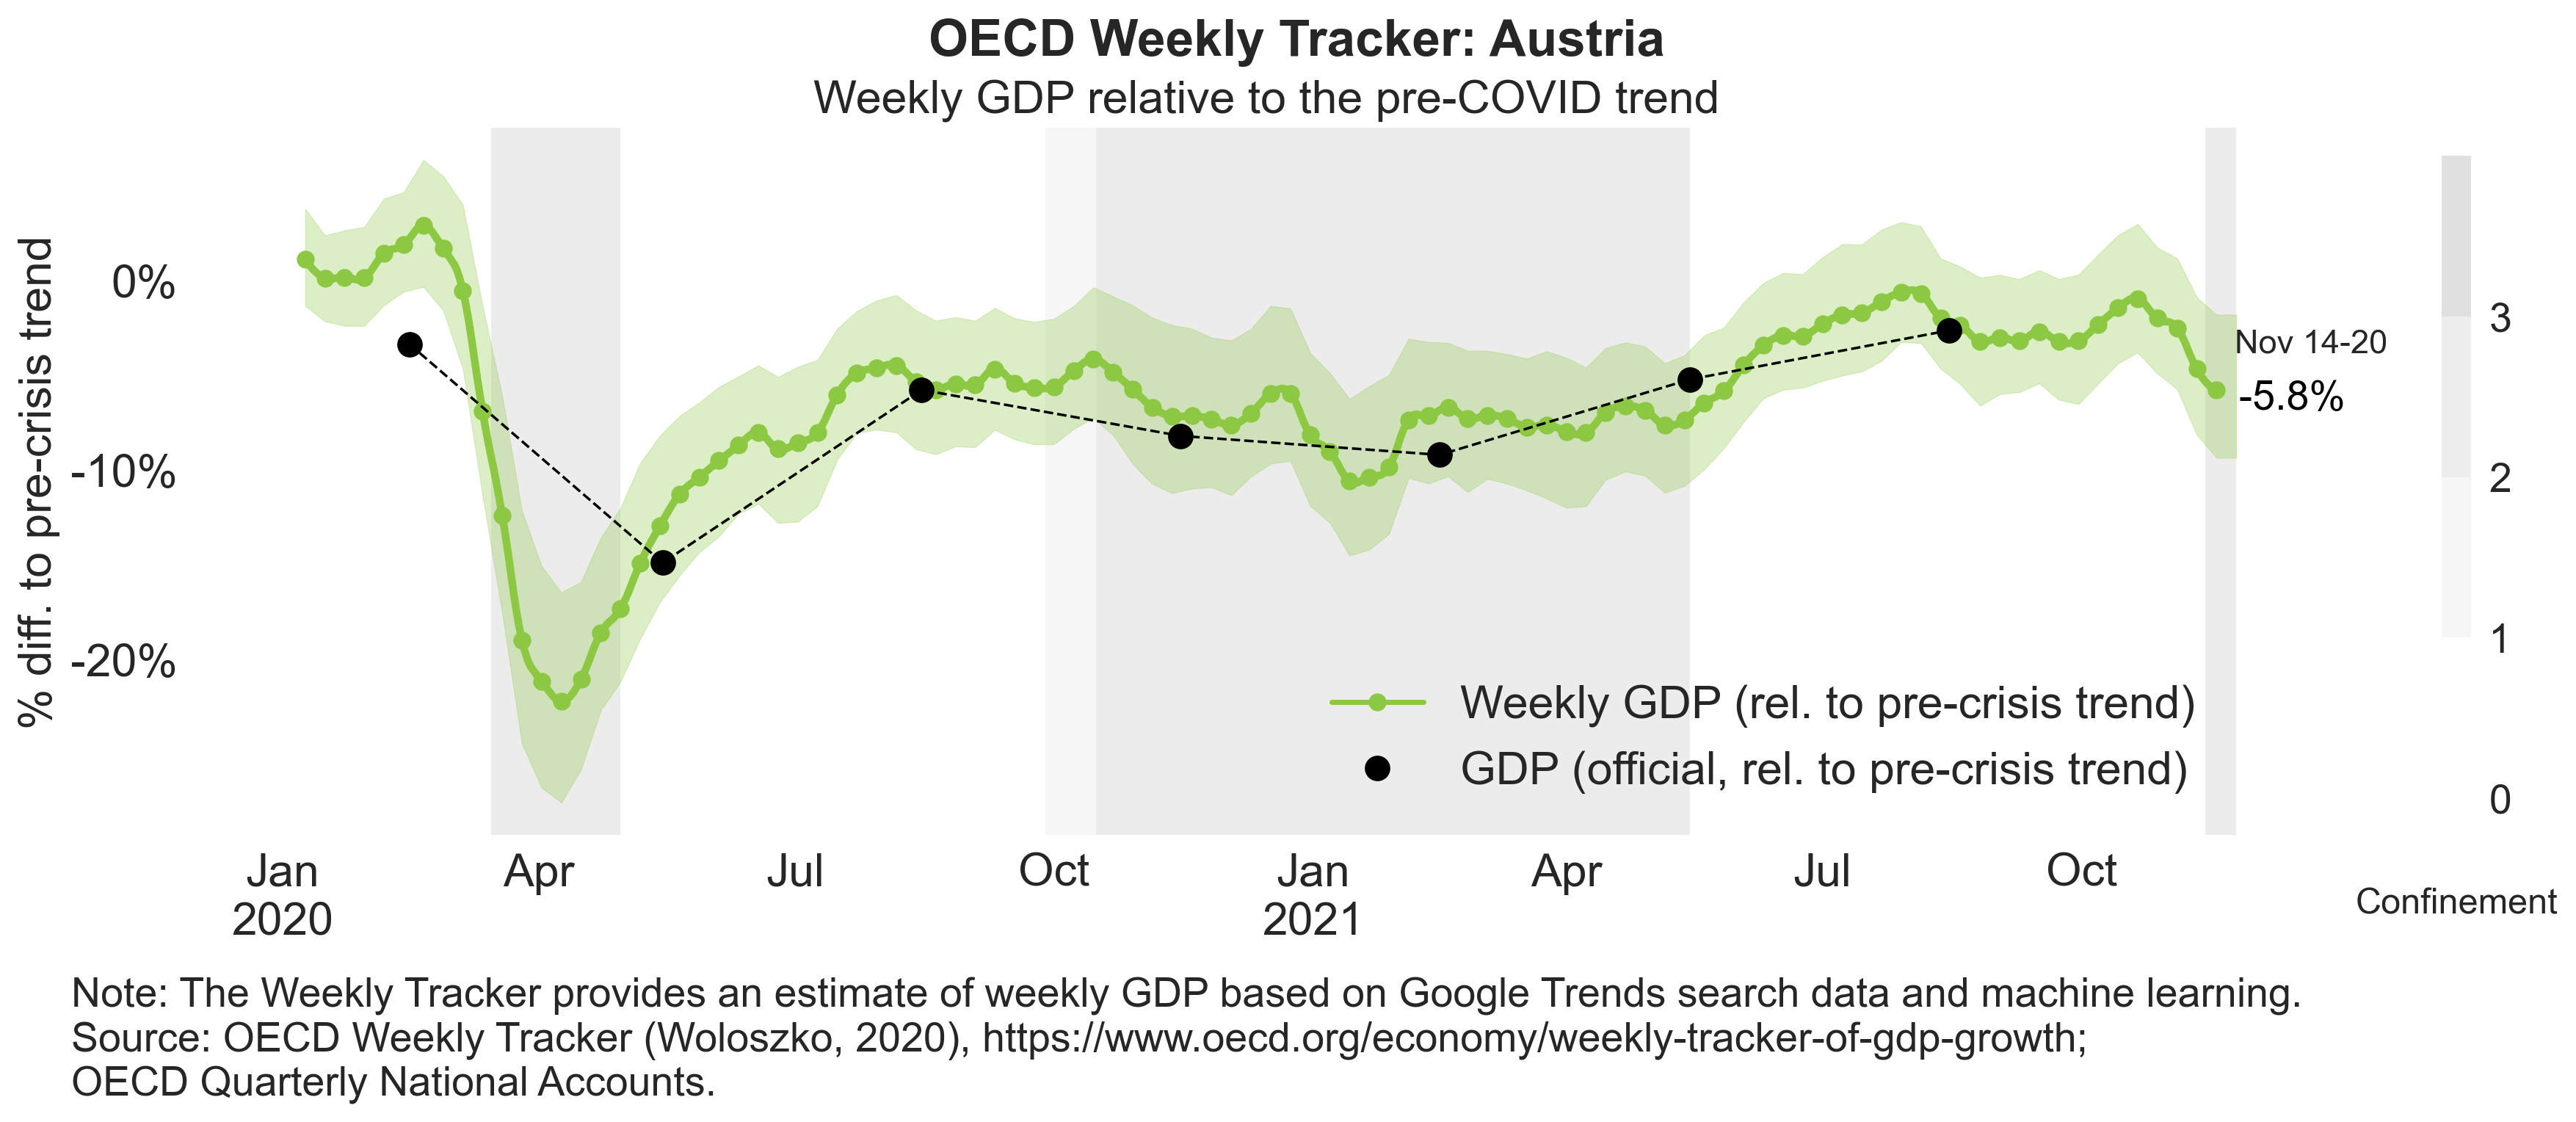 OECD Weekly Tracker: Austria
Weekly GDP relative to the pre-COVID trend
% diff. to pre-crisis trend
0%
-10%
-20%
Nov 14-20
-5.8%
3
2
1
0
Confinement
Weekly GDP (rel. to pre-crisis trend)
GDP (official, rel. to pre-crisis trend)
Jan Apr Jul Oct Jan Apr Jul Oct
2020 2021
Note: The Weekly Tracker provides an estimate of weekly GDP based on Google Trends search data and machine learning.
Source: OECD Weekly Tracker (Woloszko, 2020), https://www.oecd.org/economy/weekly-tracker-of-gdp-growth;
OECD Quarterly National Accounts.